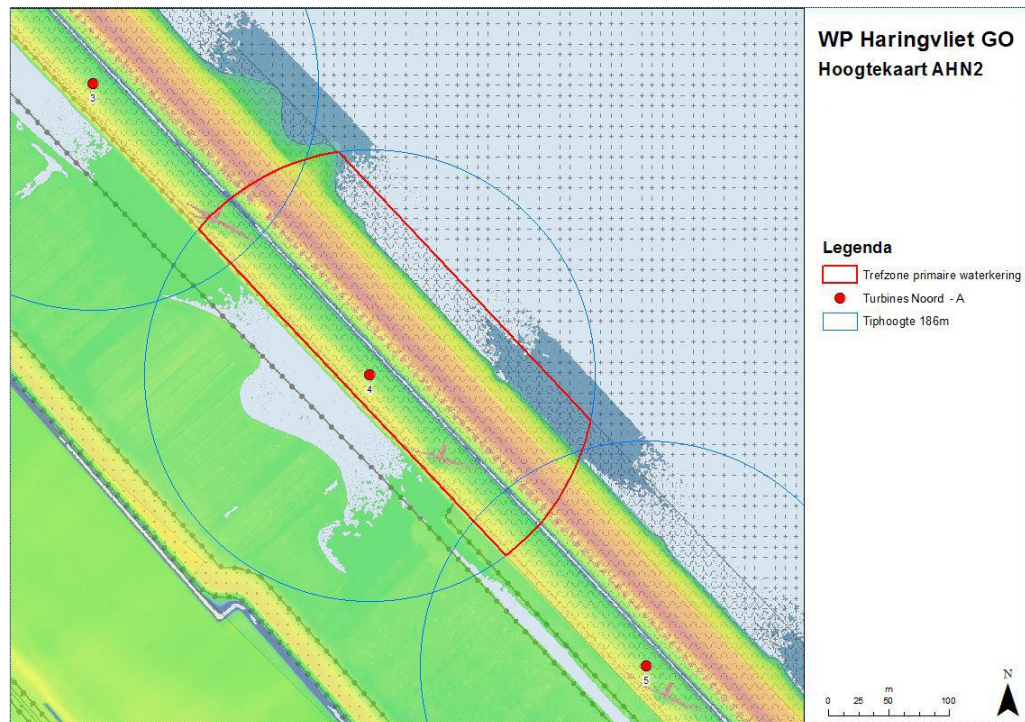 WP Haringvliet GO
Hoogtekaart AHN2
3
4
5
Legenda
Trefzone primaire waterkering
Turbines Noord - A
Tiphoogte 186m
N
m
0 25 50 100